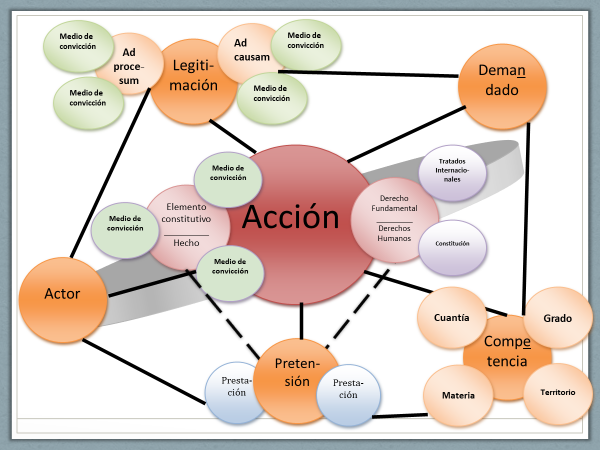 Medio de
convicción
Ad
proce-
sum
Medio de
convicción
Legiti-
mación
Ad
causam
Medio de
convicción
Medio de
convicción
Deman
dado
Medio de
convicción
Elemento
constitutivo
Hecho
Medio de
convicción
Medio de
convicción
Acción
Derecho
Fundamental
Derechos
Humanos
Tratados
Internacio-
nales
Constitución
Actor
Preten-
sión
Presta-
ción
Presta-
ción
Cuantía
Grado
Compe
tencia
Materia
Territorio